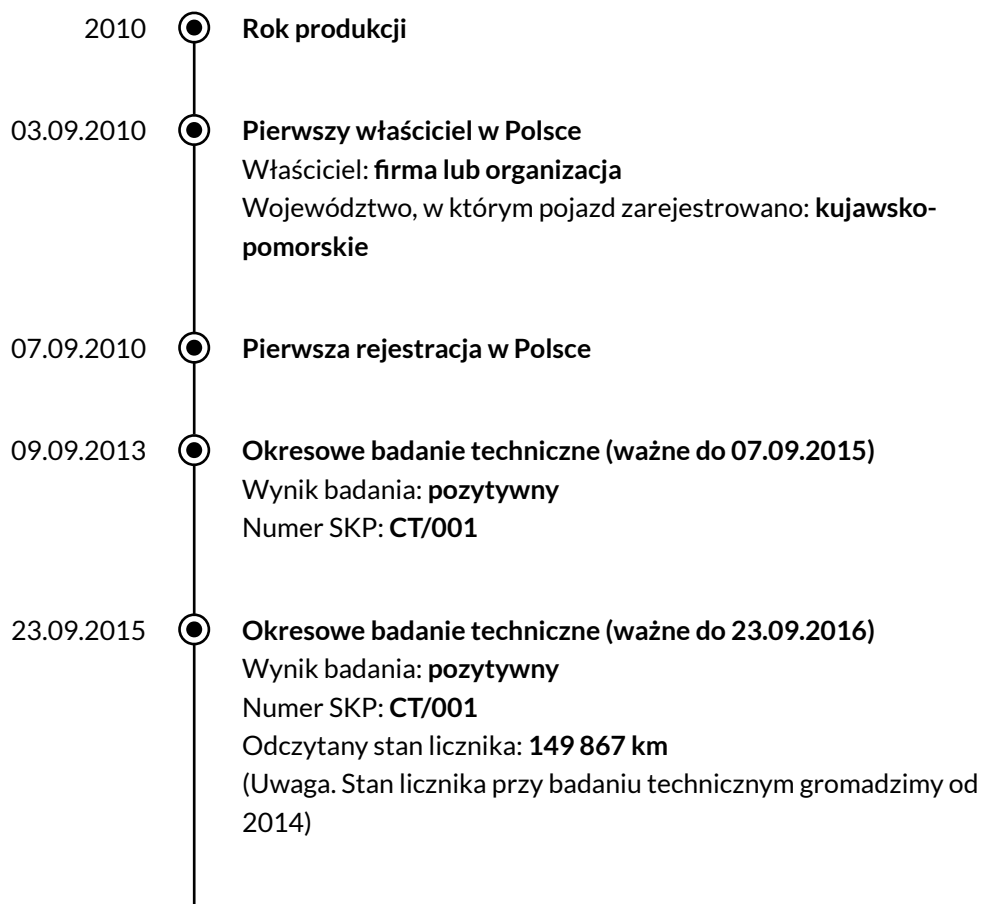 2010 Rok produkcji
03.09.2010 Pierwszy właściciel w Polsce
Właściciel: firma lub organizacja
Województwo, w którym pojazd zarejestrowano: kujawsko-
pomorskie
07.09.2010 Pierwsza rejestracja w Polsce
09.09.2013 Okresowe badanie techniczne (ważne do 07.09.2015)
Wynik badania: pozytywny
Numer SKP: CT/001
23.09.2015 Okresowe badanie techniczne (ważne do 23.09.2016)
Wynik badania: pozytywny
Numer SKP: CT/001
Odczytany stan licznika: 149 867 km
(Uwaga. Stan licznika przy badaniu technicznym gromadzimy od
2014)